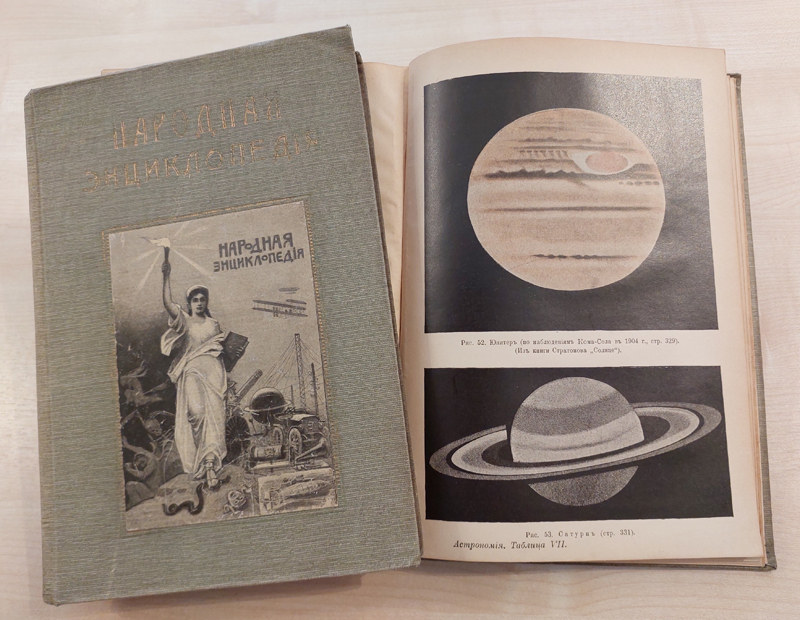 НАРОДНАЯ
ЭНЦИКЛОПЕДІЯ
НАРОДНАЯ
ЭНЦИКЛОПЕДІЯ
Рис. 52. Юпитеръ (по наблюденіямъ Кома-Сола въ 1904 г., стр. 329).
(Изъ книги Стратонова „Солнце“).
Рис. 53. Сатурнъ (стр. 331).
Астрономія. Таблица VII.